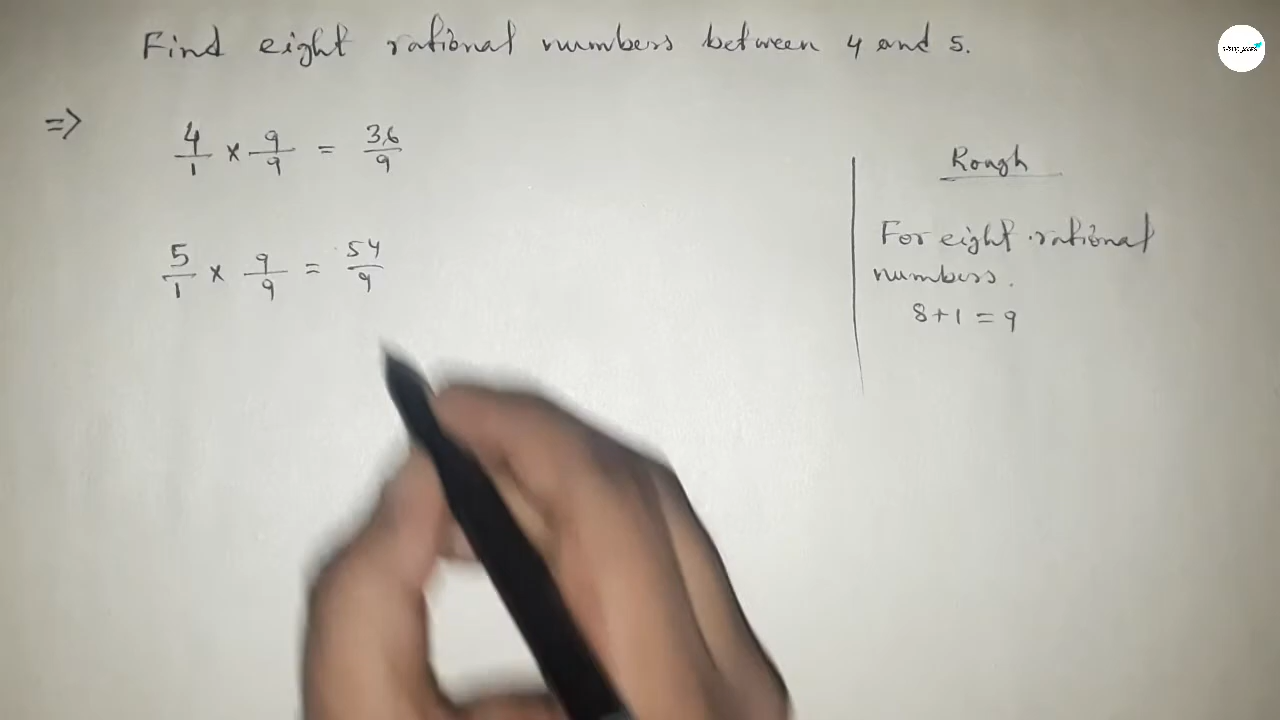 Find eight rational numbers between 4 and 5.
=> 4/1 × 9/9 = 36/9
5/1 × 9/9 = 54/9
Rough
For eight rational
numbers.
8+1 = 9